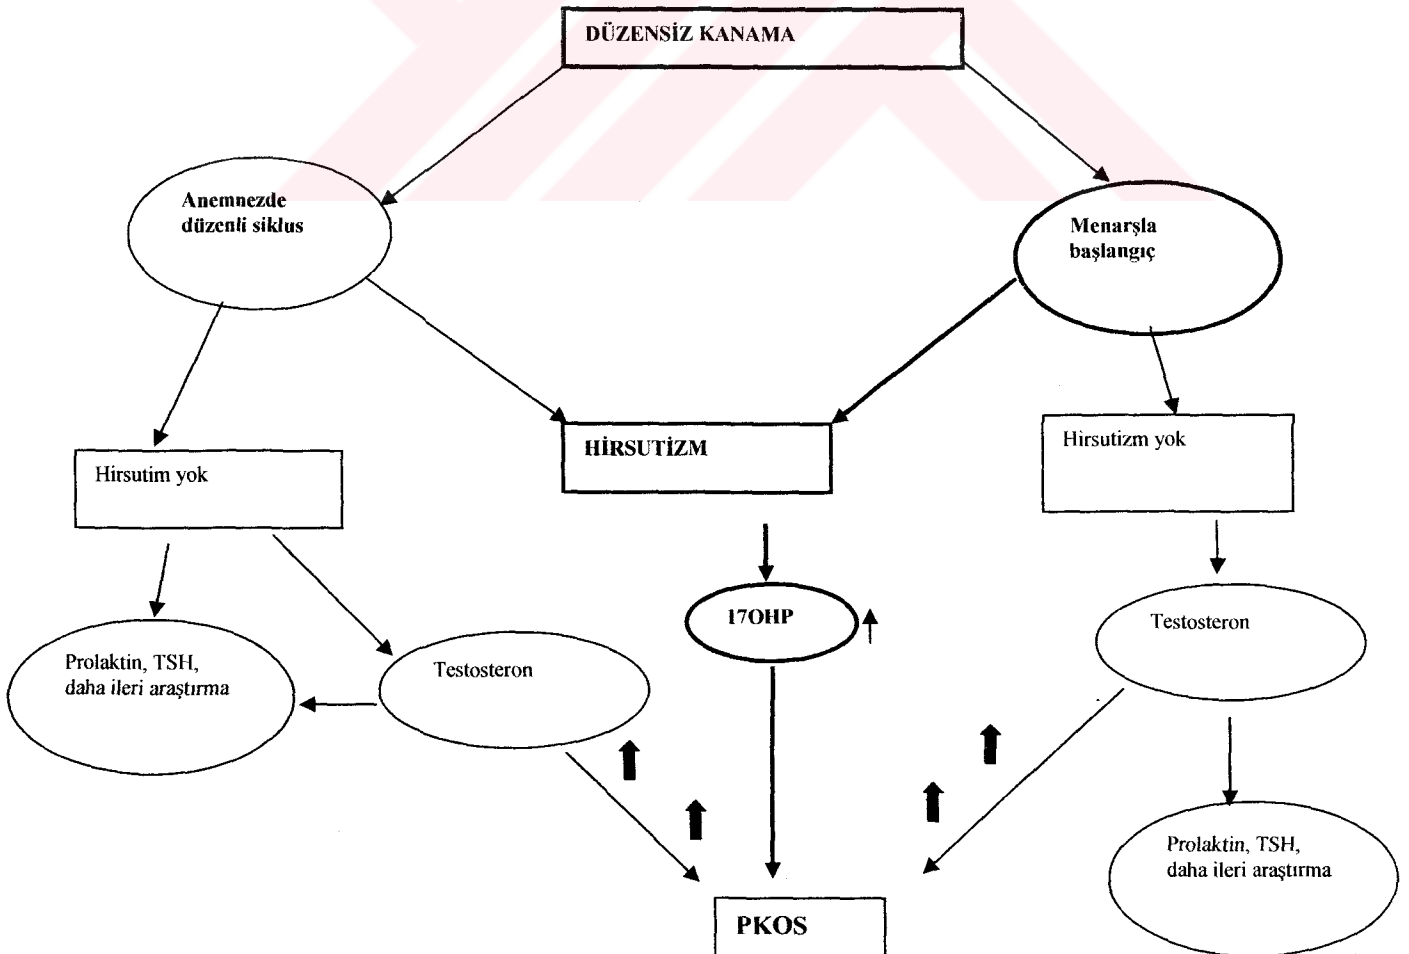 DÜZENSİZ KANAMA
Anemnezde
düzenli siklus
Menarşla
başlangıç
HİRSUTİZM
Hirsutizm yok
Hirsutim yok
17OHP
Testosteron
Prolaktin, TSH,
daha ileri araştırma
Testosteron
Prolaktin, TSH,
daha ileri araştırma
PKOS